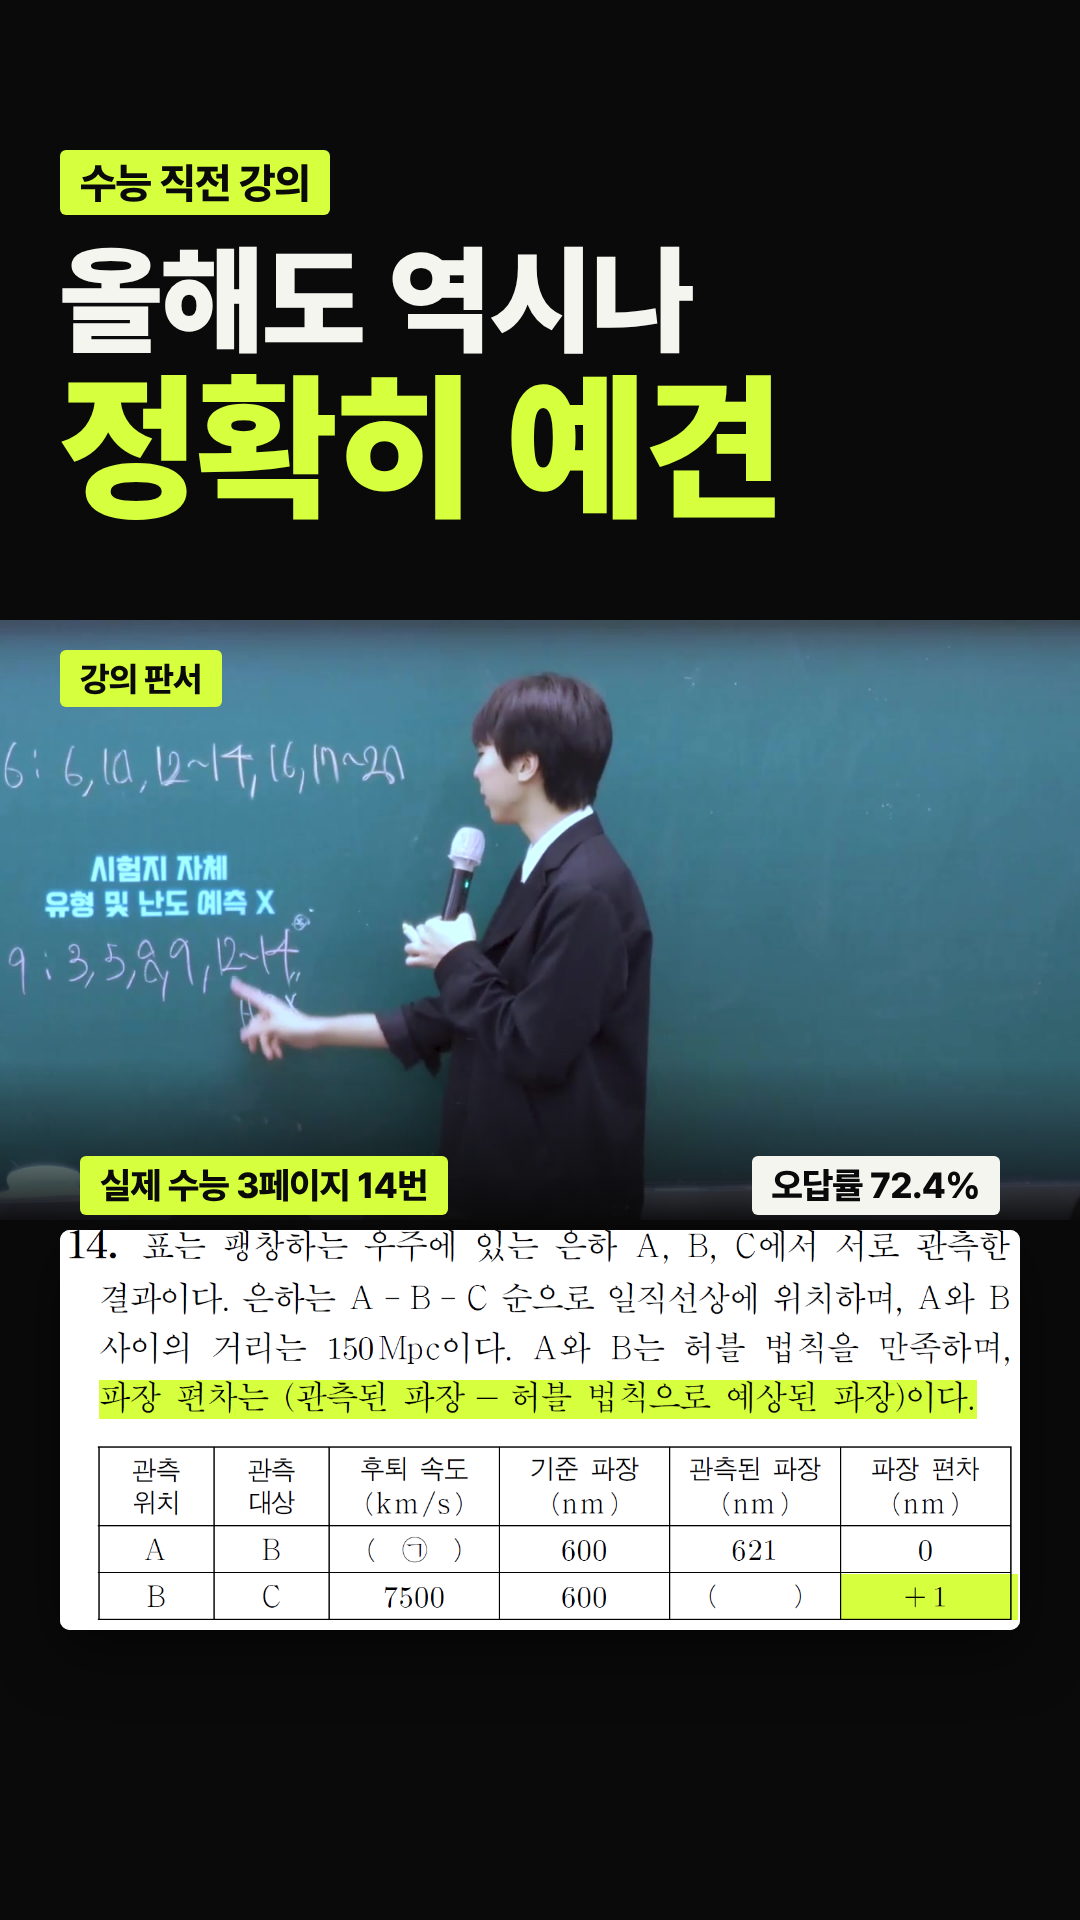 수능 직전 강의
올해도 역시나
정확히 예견
강의 판서
6 : 6, 10, 12~14, 16, 17~20
시험지 자체
유형 및 난도 예측 X
9 : 3, 5, 8, 9, 12~14
실제 수능 3페이지 14번
오답률 72.4%
14. 표는 팽창하는 우주에 있는 은하 A, B, C에서 서로 관측한
결과이다. 은하는 A - B - C 순으로 일직선상에 위치하며, A와 B
사이의 거리는 150 Mpc이다. A와 B는 허블 법칙을 만족하며,
파장 편차는 (관측된 파장 － 허블 법칙으로 예상된 파장)이다.
관측 위치 관측 대상 후퇴 속도 (km/s) 기준 파장 (nm) 관측된 파장 (nm) 파장 편차 (nm)
A B ( ㉠ ) 600 621 0
B C 7500 600 ( ) +1